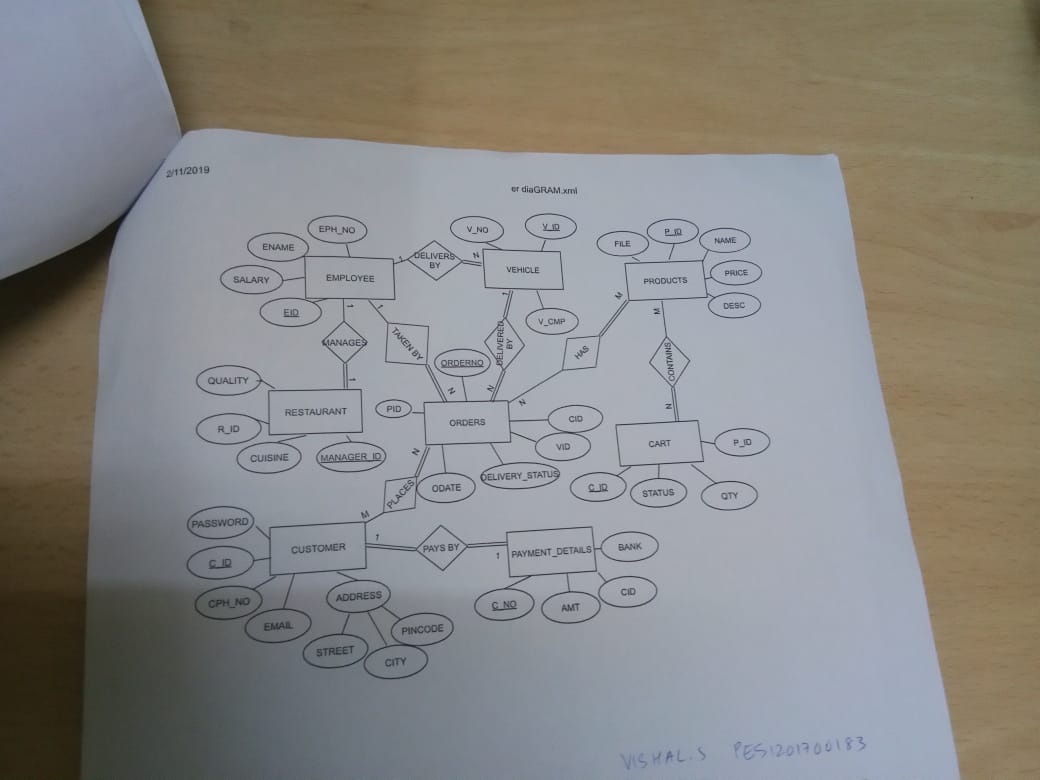 2/11/2019
er diaGRAM.xml
EPH_NO
V_NO
V_ID
P_ID
FILE
NAME
ENAME
DELIVERS BY
1
N
EMPLOYEE
VEHICLE
PRODUCTS
PRICE
SALARY
EID
DESC
1
1
1
M
M
V_CMP
MANAGES
TAKEN BY
DELIVERED BY
HAS
CONTAINS
ORDERNO
QUALITY
1
N
N
N
N
RESTAURANT
PID
ORDERS
CID
R_ID
VID
CART
P_ID
CUISINE
MANAGER_ID
N
PLACES
ODATE
DELIVERY_STATUS
C_ID
STATUS
QTY
PASSWORD
M
1
CUSTOMER
PAYS BY
1
PAYMENT_DETAILS
BANK
C_ID
CPH_NO
ADDRESS
C_NO
AMT
CID
EMAIL
PINCODE
STREET
CITY
VISHAL.S PES1201700183